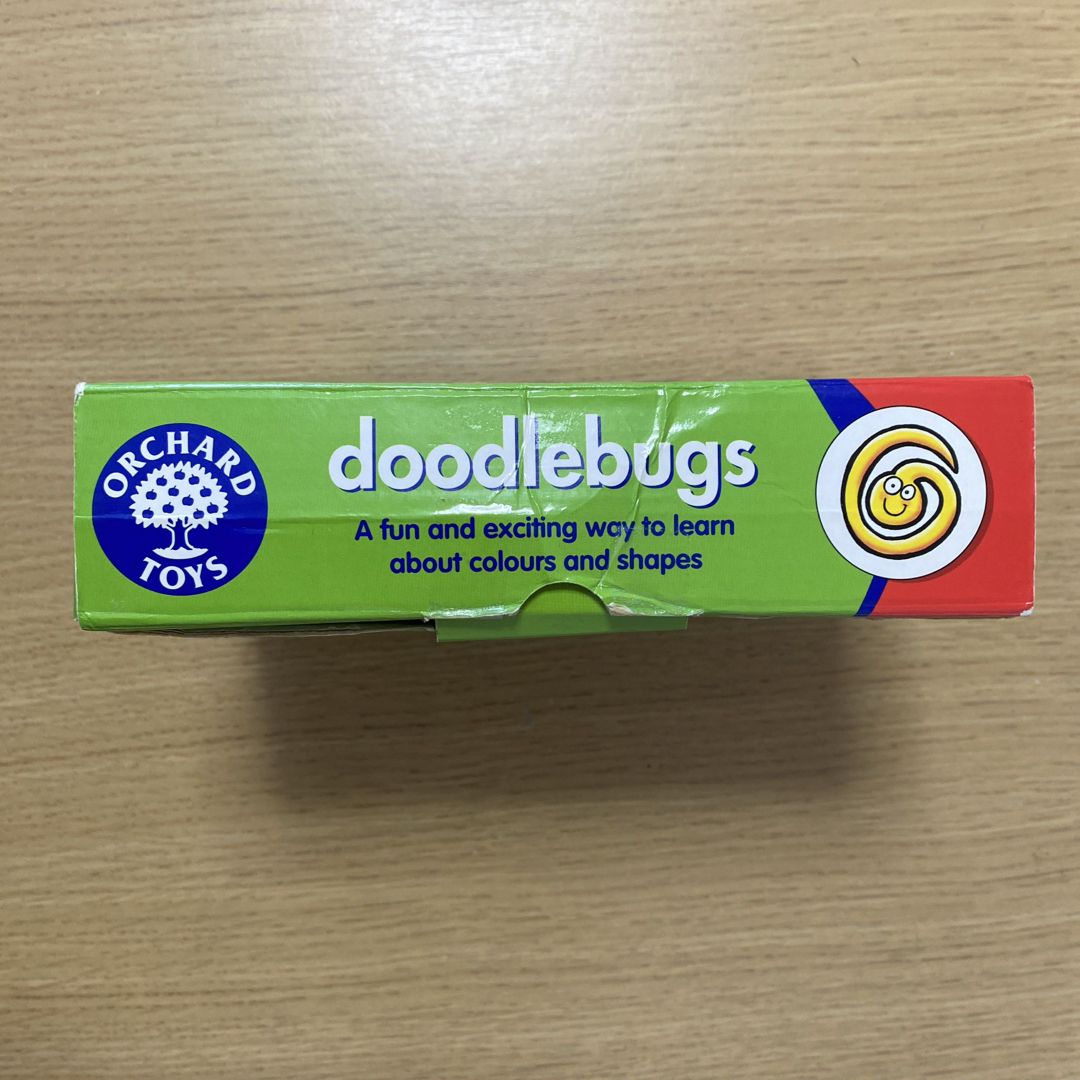 ORCHARD
TOYS
doodlebugs
A fun and exciting way to learn
about colours and shapes